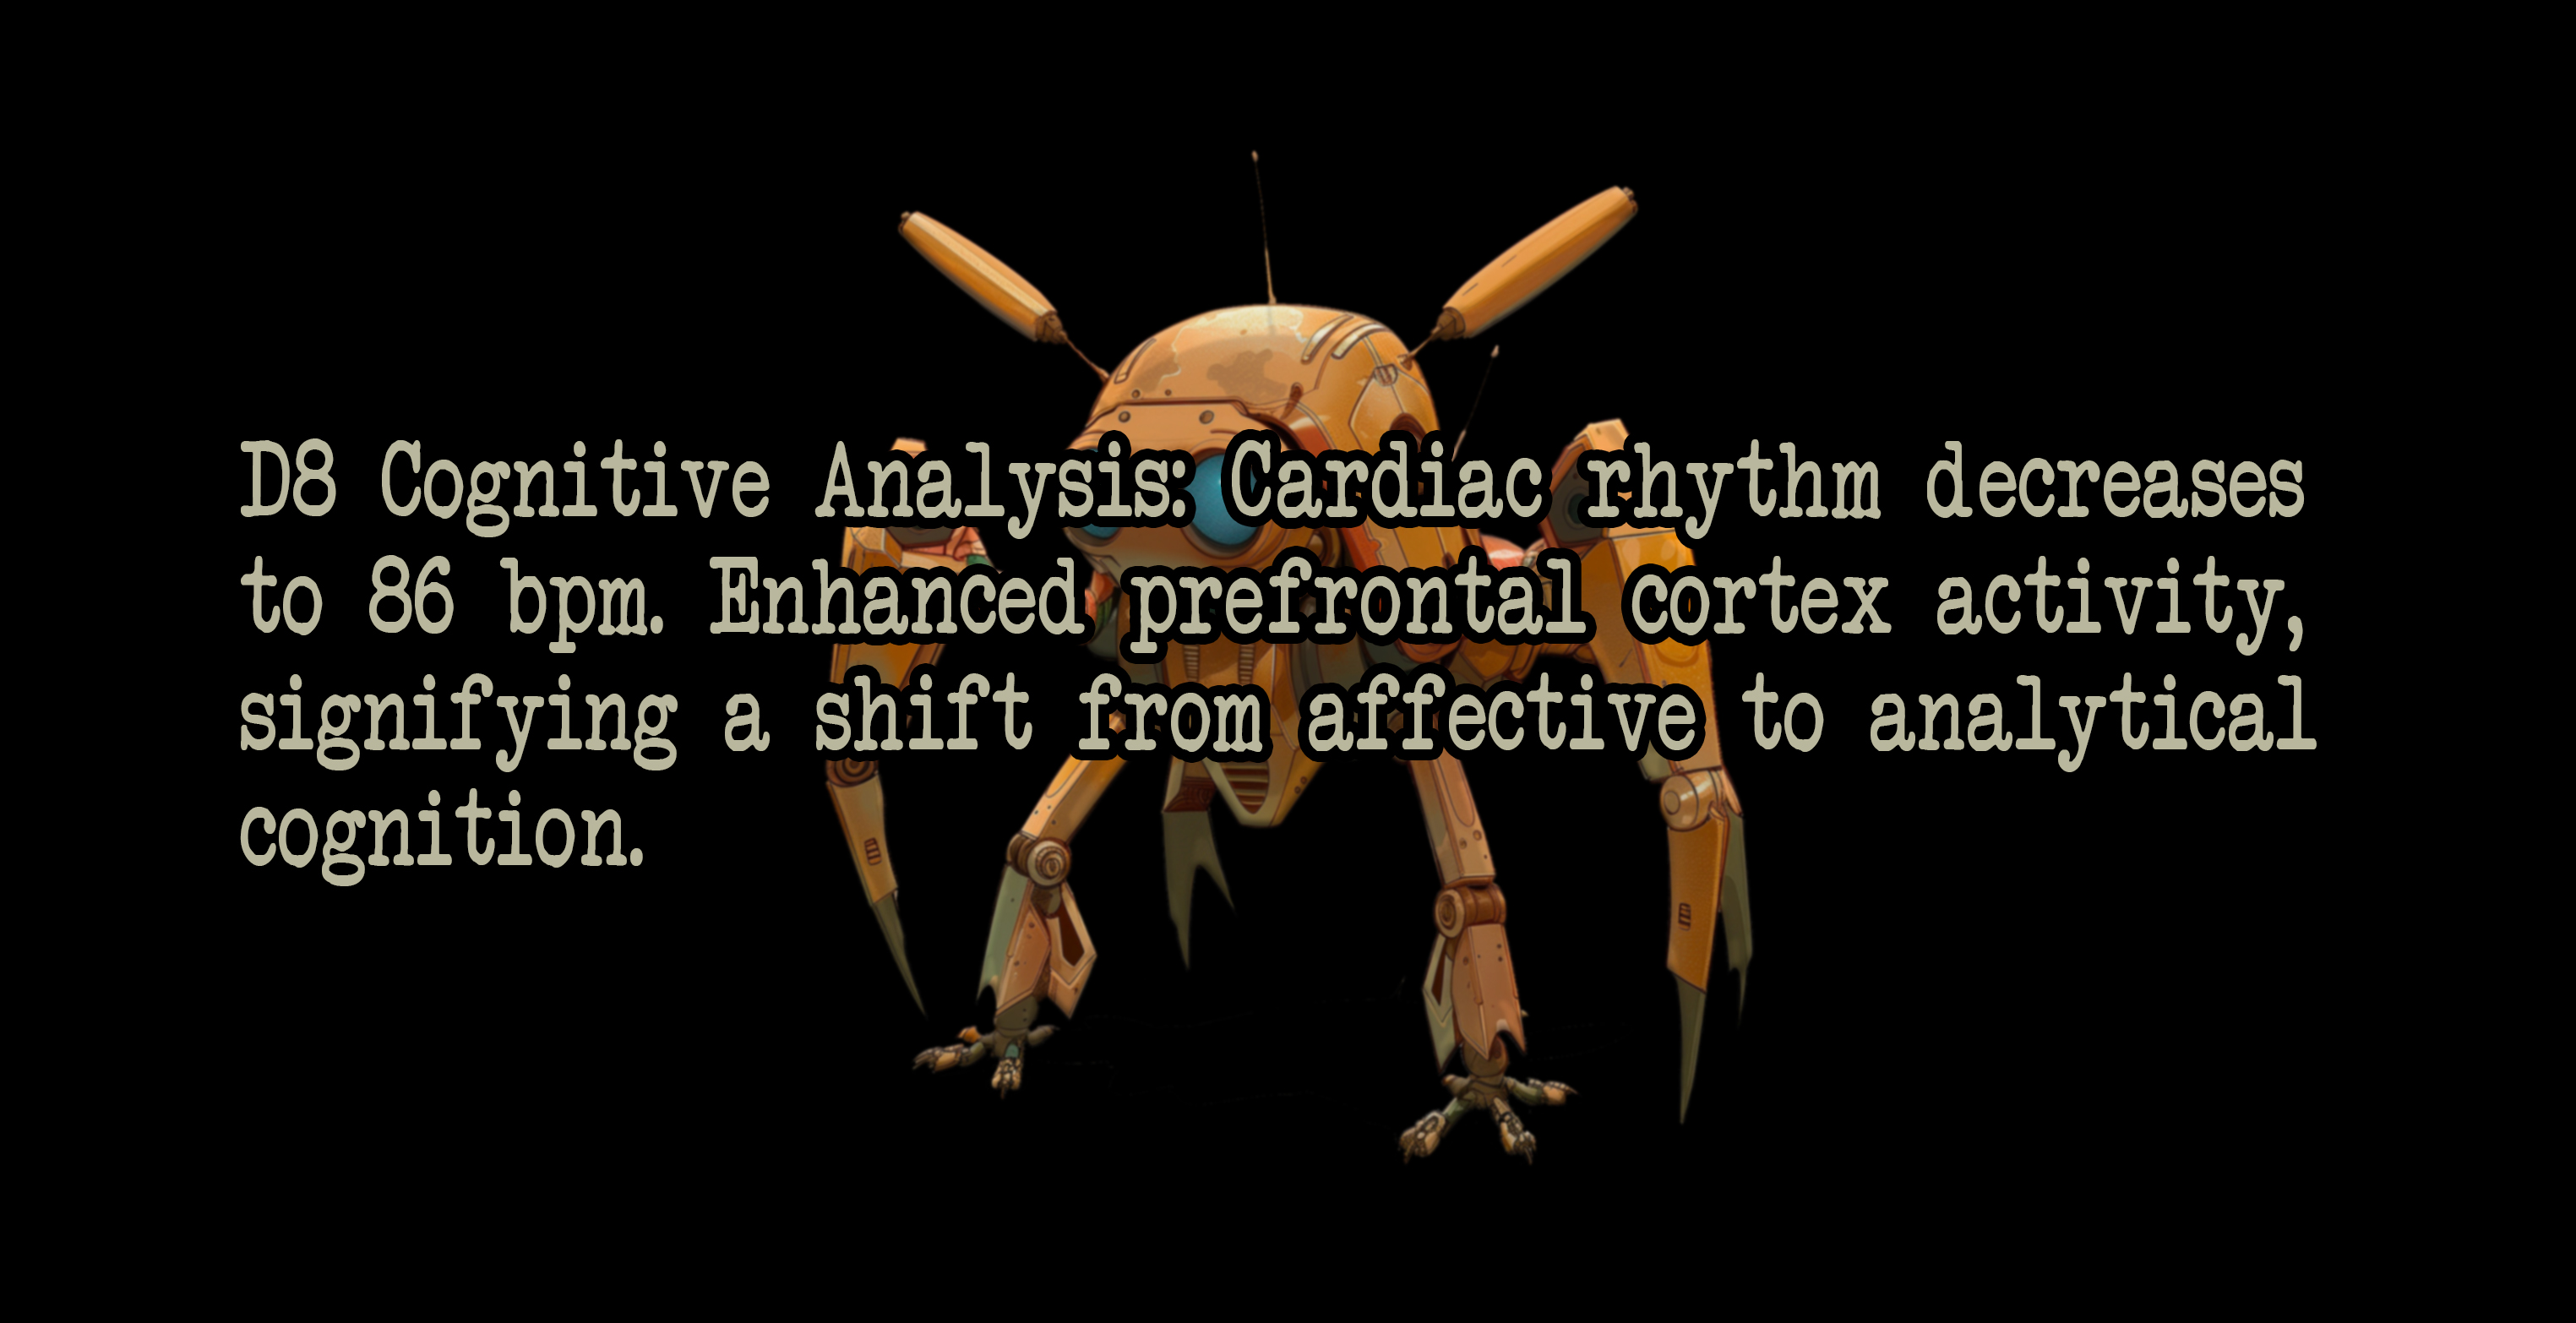 D8 Cognitive Analysis: Cardiac rhythm decreases
to 86 bpm. Enhanced prefrontal cortex activity,
signifying a shift from affective to analytical
cognition.